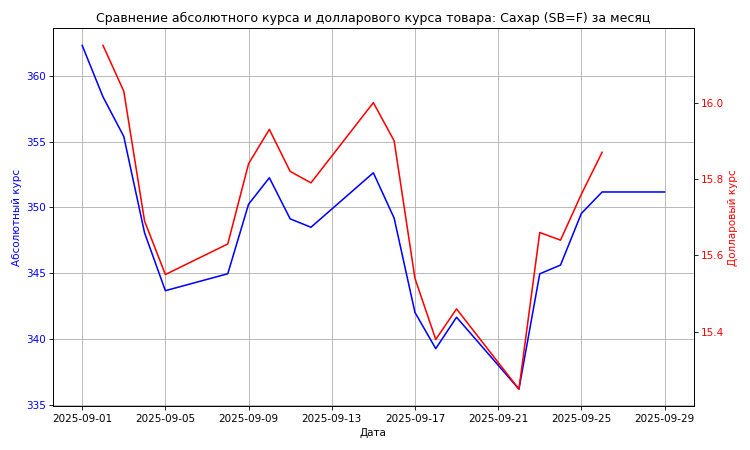 Сравнение абсолютного курса и долларового курса товара: Сахар (SB=F) за месяц
360
355
350
345
340
335
Абсолютный курс
16.0
15.8
15.6
15.4
Долларовый курс
2025-09-01 2025-09-05 2025-09-09 2025-09-13 2025-09-17 2025-09-21 2025-09-25 2025-09-29
Дата